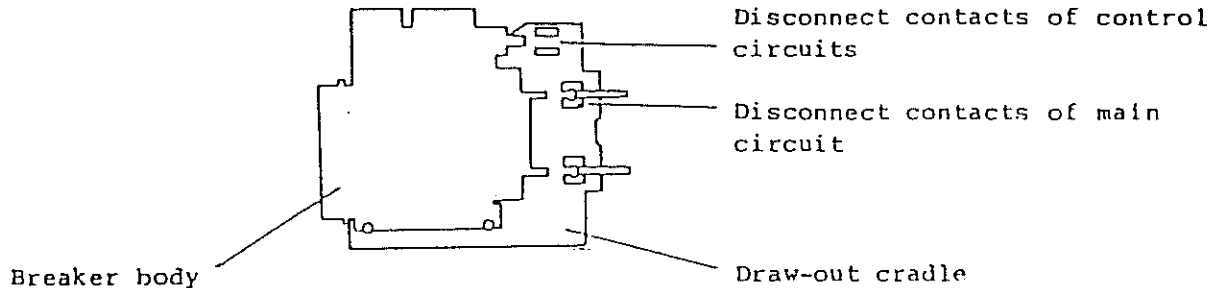 Disconnect contacts of control
circuits
Disconnect contacts of main
circuit
Breaker body
Draw-out cradle